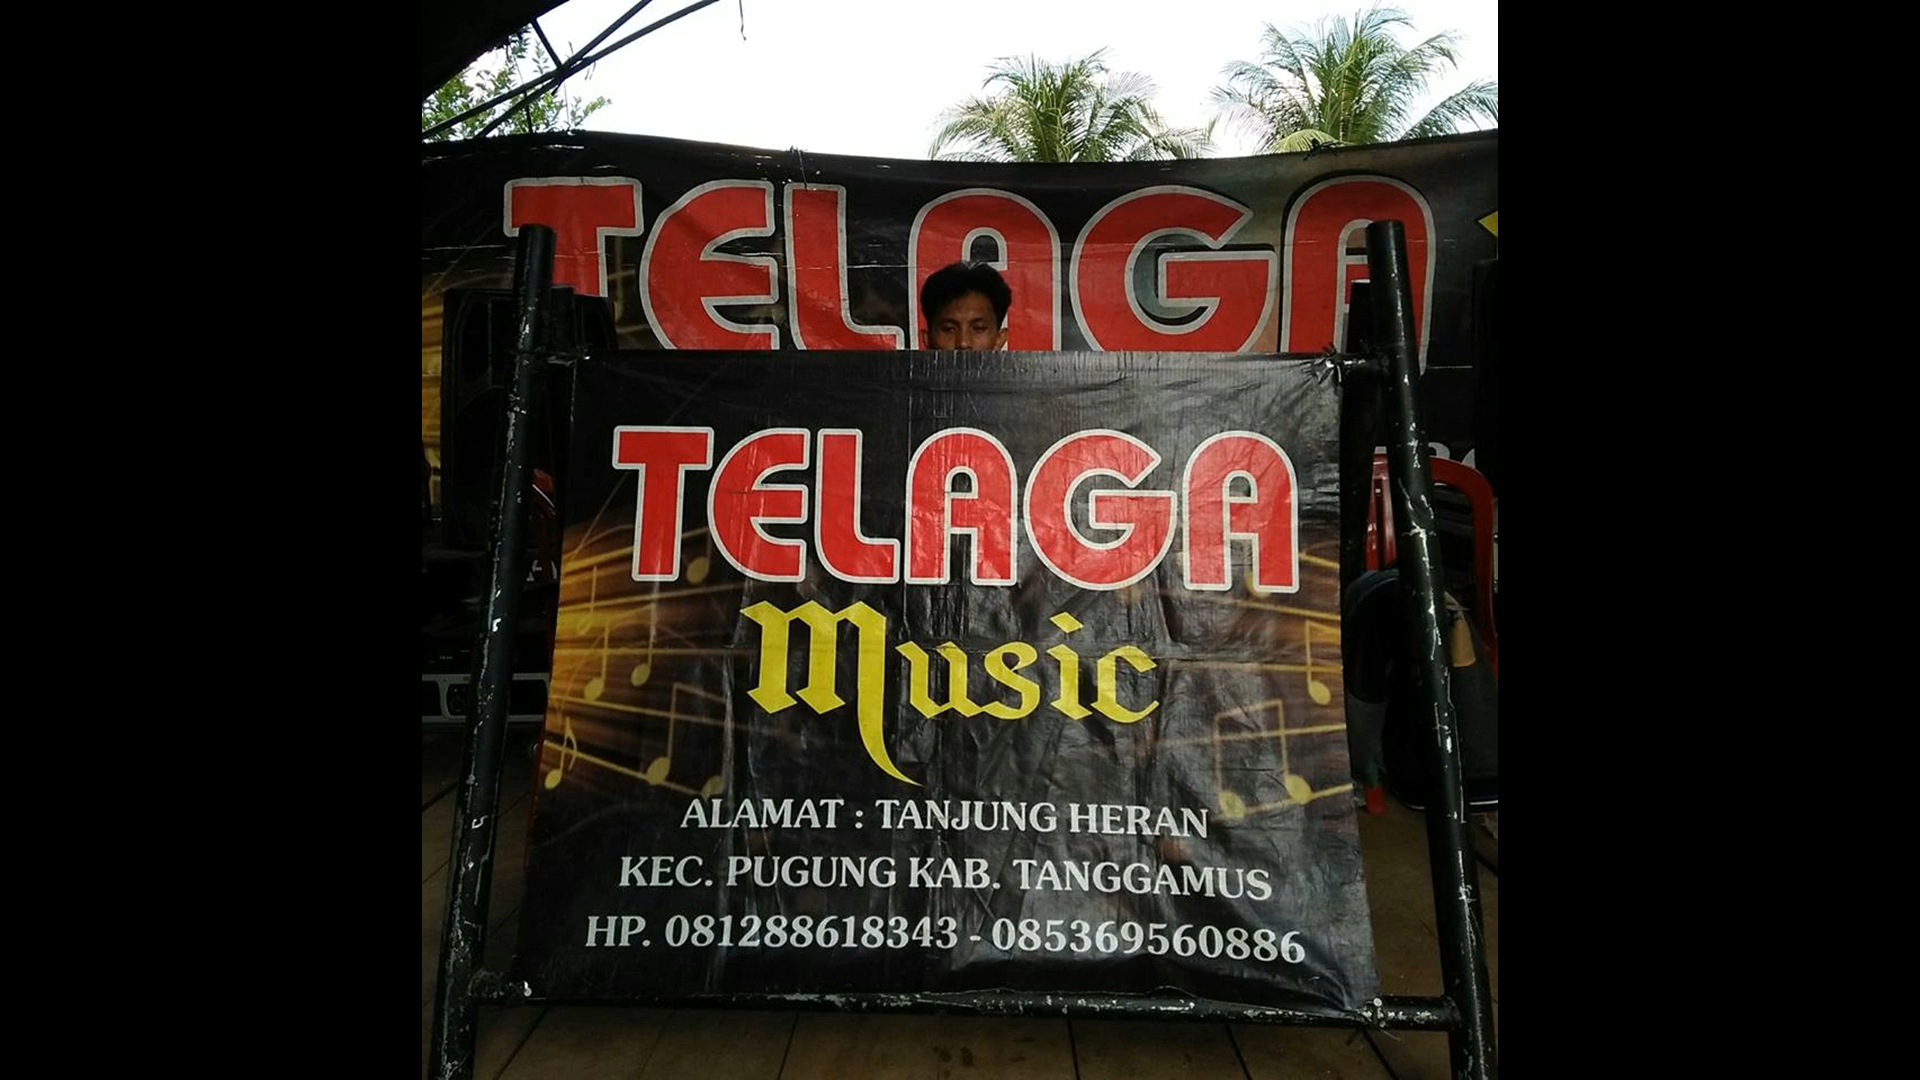 TELAGA
TELAGA
Music
ALAMAT : TANJUNG HERAN
KEC. PUGUNG KAB. TANGGAMUS
HP. 081288618343 - 085369560886